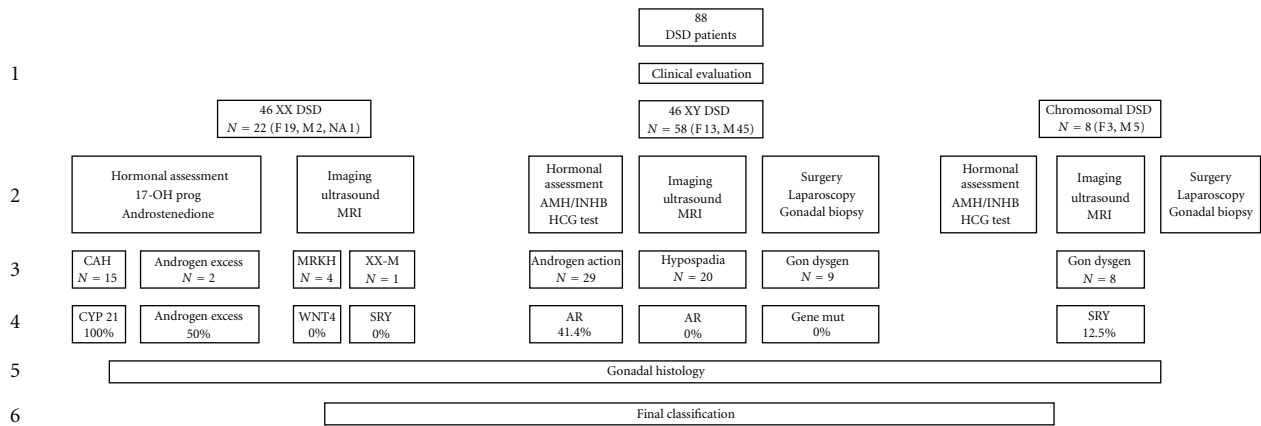 88
DSD patients
1
Clinical evaluation
46 XX DSD
N = 22 (F 19, M 2, NA 1)
46 XY DSD
N = 58 (F 13, M 45)
Chromosomal DSD
N = 8 (F 3, M 5)
2
Hormonal assessment
17-OH prog
Androstenedione
Imaging
ultrasound
MRI
Hormonal
assessment
AMH/INHB
HCG test
Imaging
ultrasound
MRI
Surgery
Laparoscopy
Gonadal biopsy
Hormonal
assessment
AMH/INHB
HCG test
Imaging
ultrasound
MRI
Surgery
Laparoscopy
Gonadal biopsy
3
CAH
N = 15
Androgen excess
N = 2
MRKH
N = 4
XX-M
N = 1
Androgen action
N = 29
Hypospadia
N = 20
Gon dysgen
N = 9
Gon dysgen
N = 8
4
CYP 21
100%
Androgen excess
50%
WNT4
0%
SRY
0%
AR
41.4%
AR
0%
Gene mut
0%
SRY
12.5%
5
Gonadal histology
6
Final classification